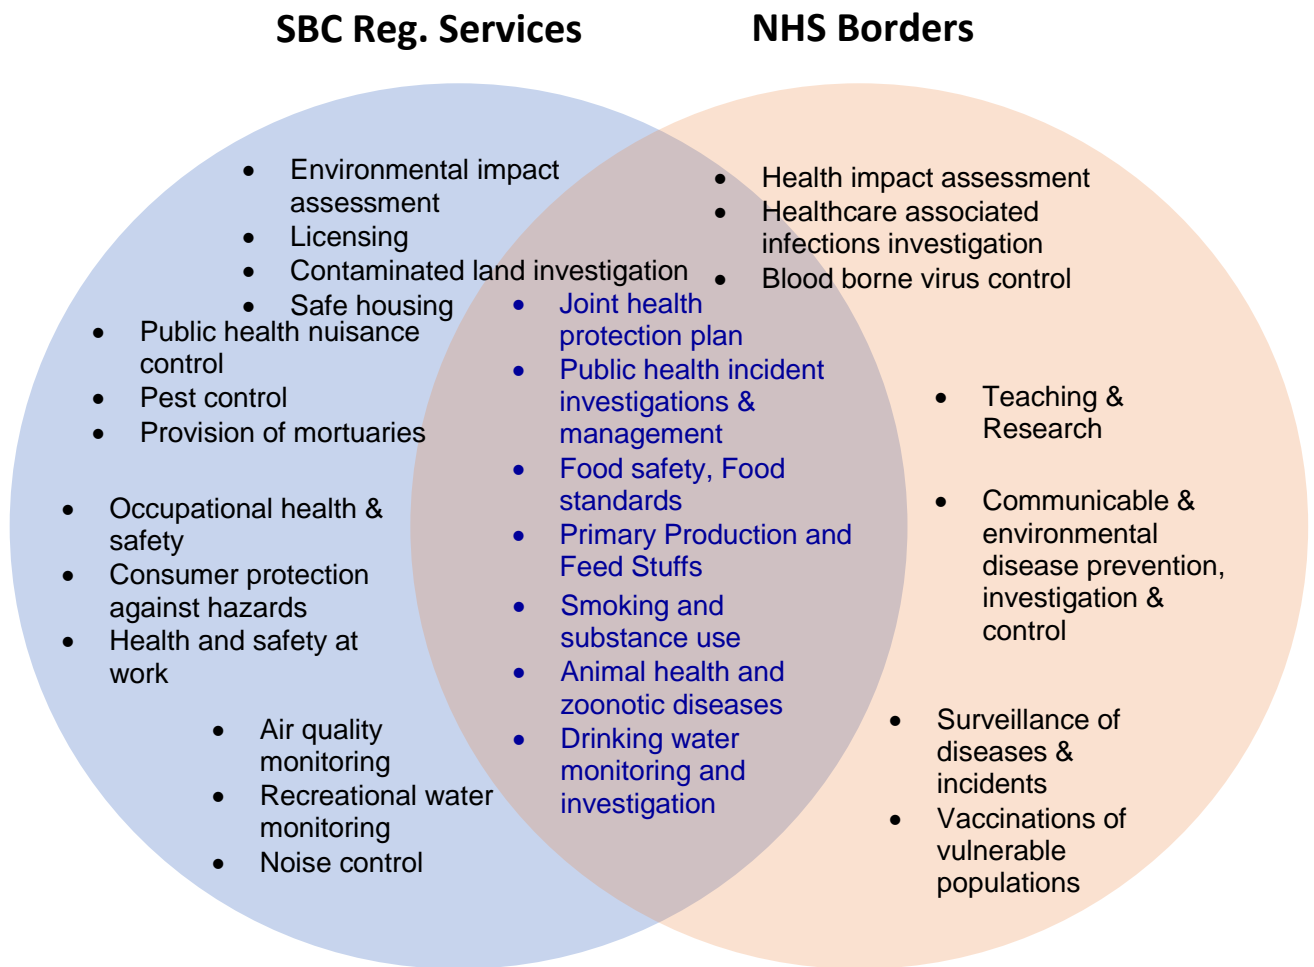 SBC Reg. Services
NHS Borders
• Environmental impact
assessment
• Licensing
• Contaminated land investigation
• Safe housing
• Public health nuisance
control
• Pest control
• Provision of mortuaries
• Occupational health &
safety
• Consumer protection
against hazards
• Health and safety at
work
• Air quality
monitoring
• Recreational water
monitoring
• Noise control
• Joint health
protection plan
• Public health incident
investigations &
management
• Food safety, Food
standards
• Primary Production and
Feed Stuffs
• Smoking and
substance use
• Animal health and
zoonotic diseases
• Drinking water
monitoring and
investigation
• Health impact assessment
• Healthcare associated
infections investigation
• Blood borne virus control
• Teaching &
Research
• Communicable &
environmental
disease prevention,
investigation &
control
• Surveillance of
diseases &
incidents
• Vaccinations of
vulnerable
populations